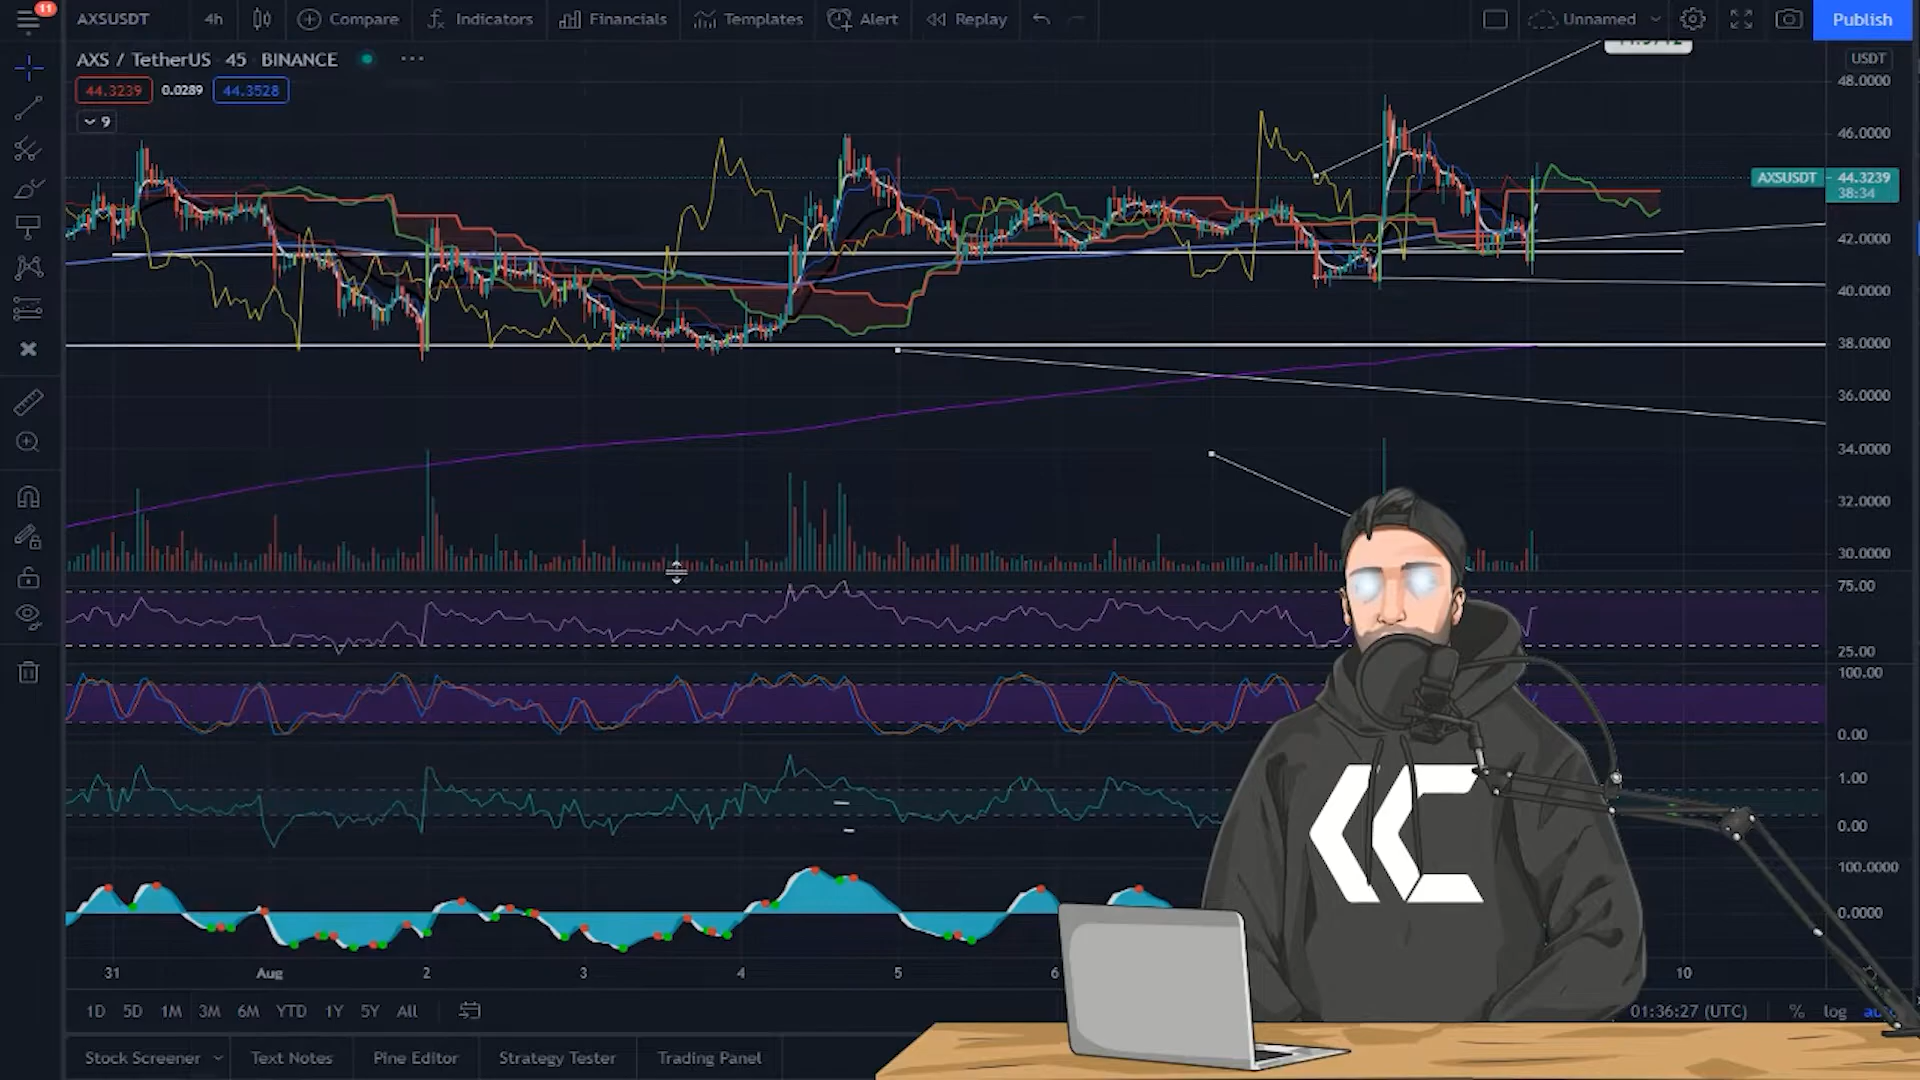 11
AXSUSDT 4h Compare Indicators Financials Templates Alert Replay Unnamed Publish
AXS / TetherUS 45 BINANCE
USDT
44.3239 0.0289 44.3528
9
48.0000
46.0000
AXSUSDT 44.3239
38:34
42.0000
40.0000
38.0000
36.0000
34.0000
32.0000
30.0000
75.00
25.00
100.00
0.00
1.00
0.00
100.0000
0.0000
31 Aug 2 3 4 5 6 10
1D 5D 1M 3M 6M YTD 1Y 5Y All 01:36:27 (UTC) % log
Stock Screener Text Notes Pine Editor Strategy Tester Trading Panel